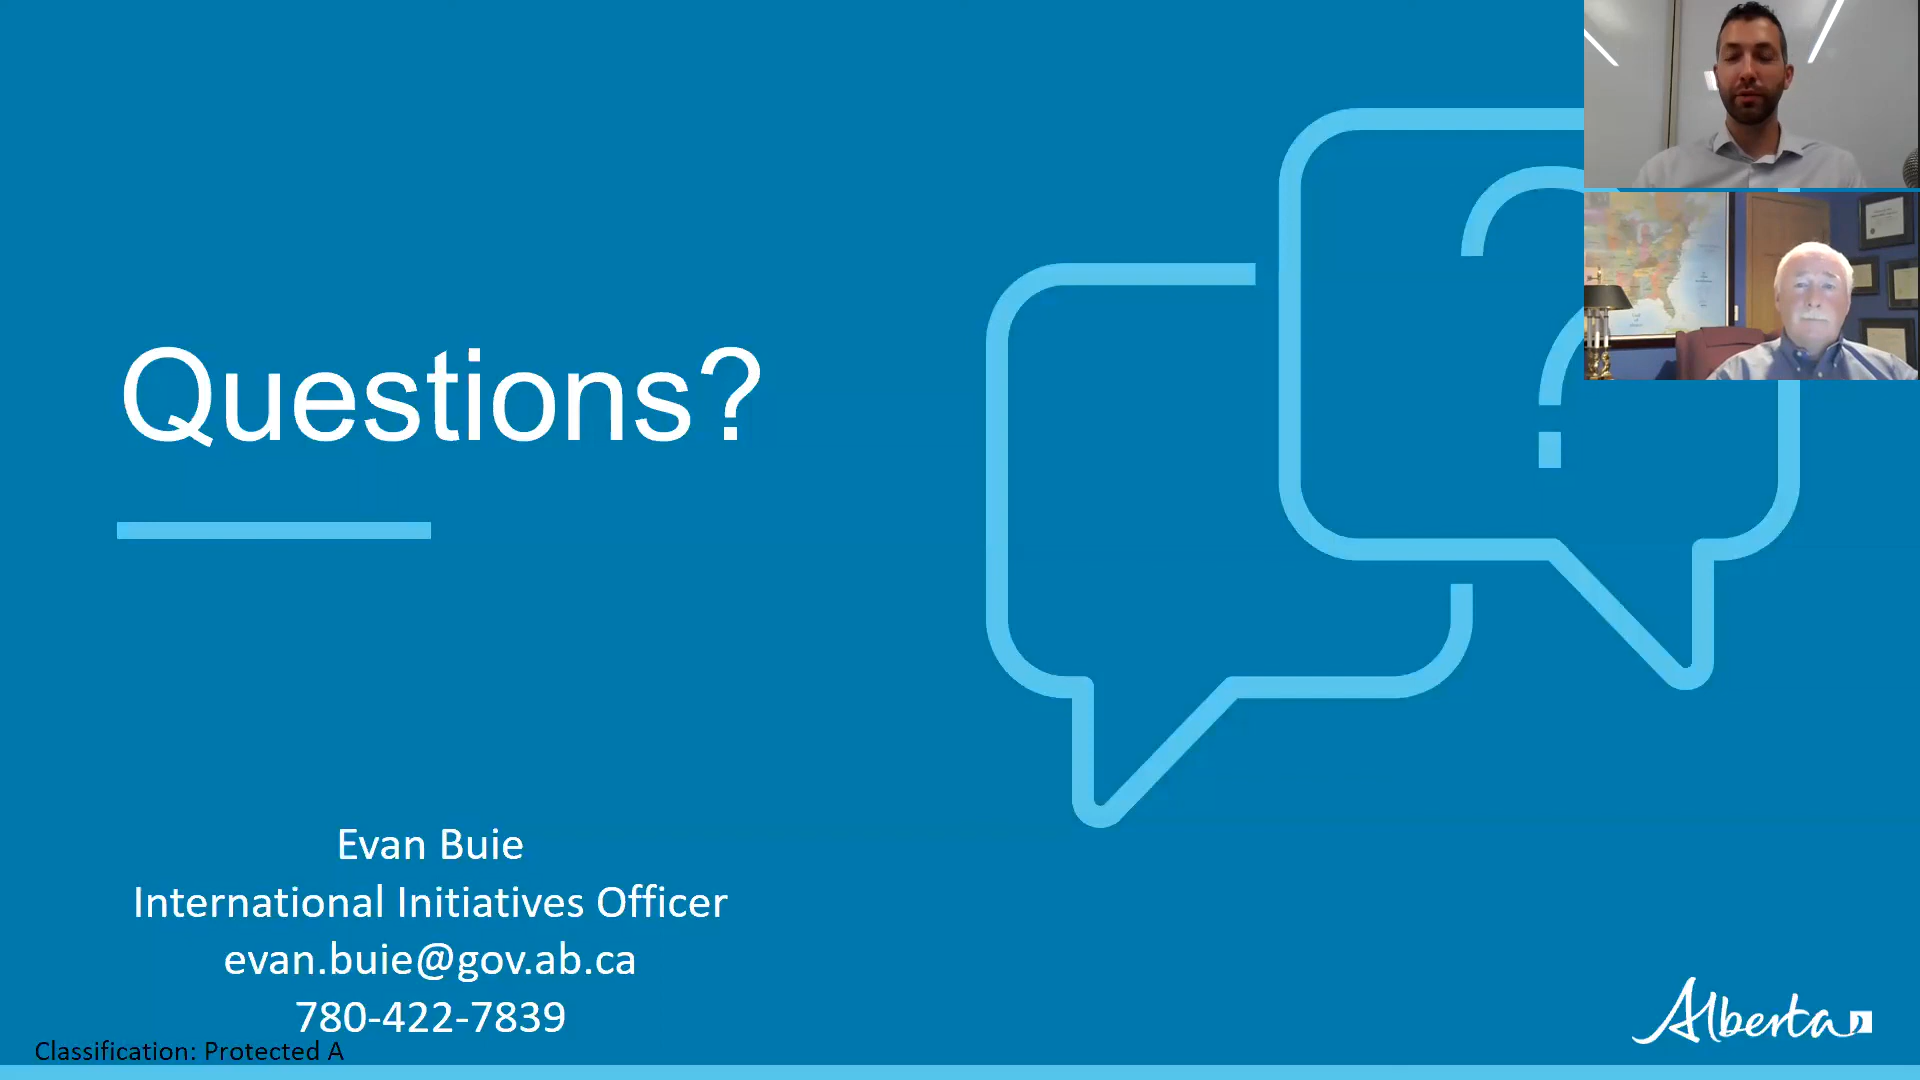 Questions?
Evan Buie
International Initiatives Officer
evan.buie@gov.ab.ca
780-422-7839
Classification: Protected A
Alberta